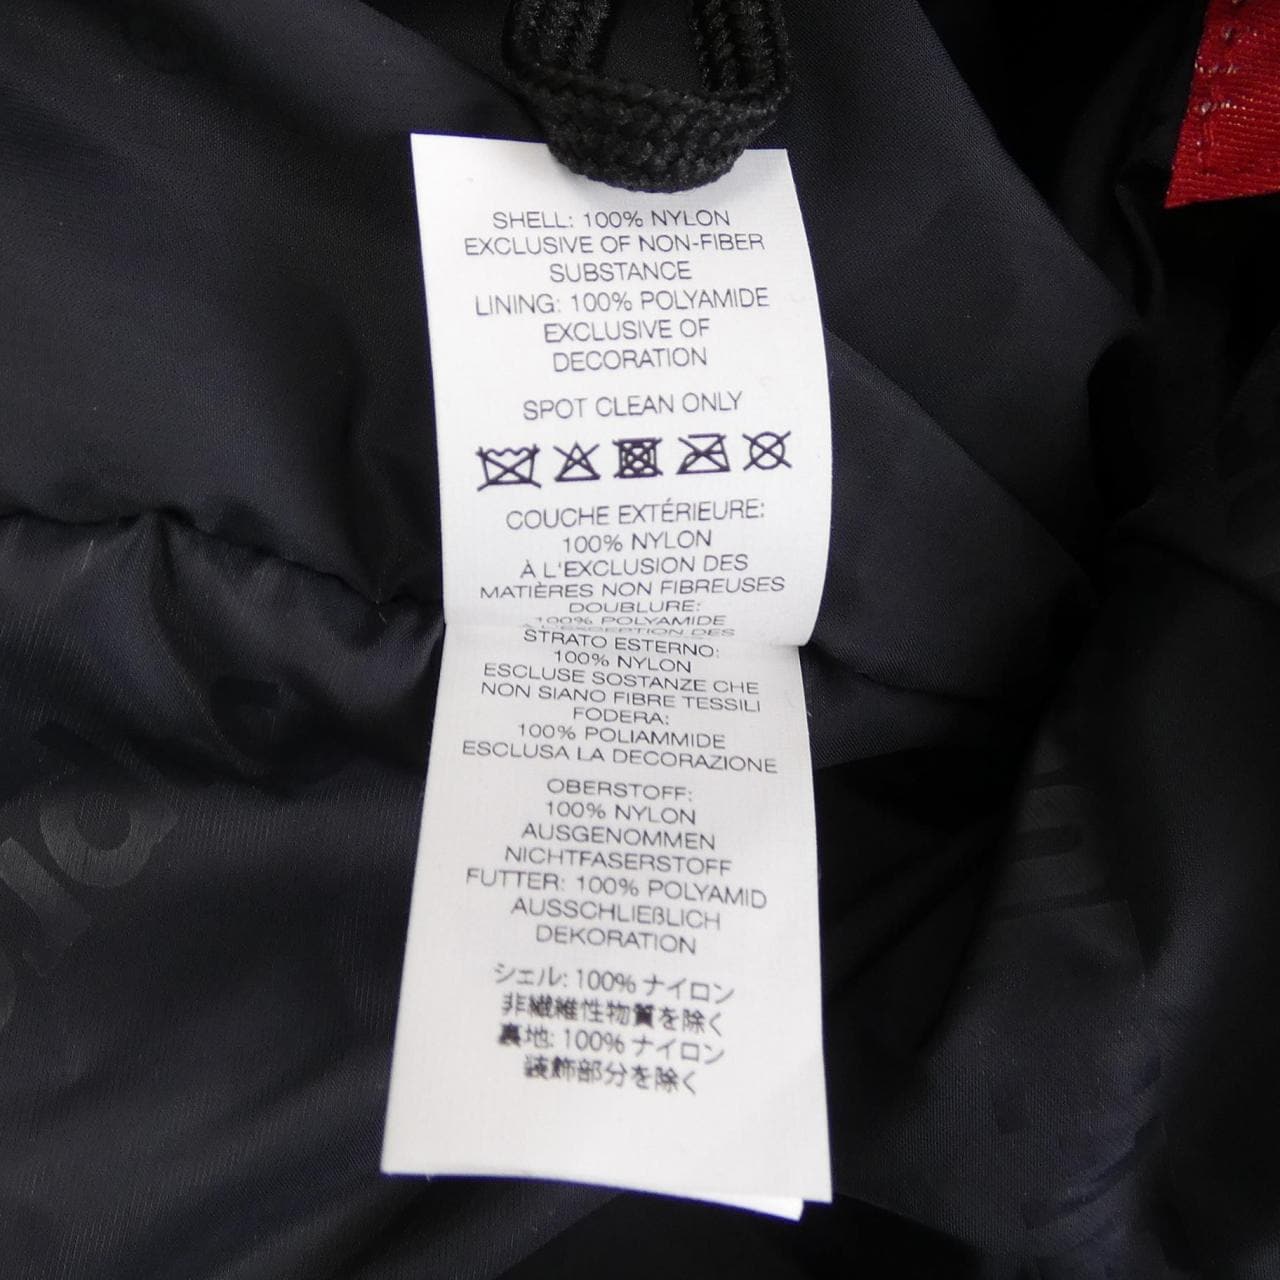 SHELL: 100% NYLON
EXCLUSIVE OF NON-FIBER
SUBSTANCE
LINING: 100% POLYAMIDE
EXCLUSIVE OF
DECORATION
SPOT CLEAN ONLY
COUCHE EXTÉRIEURE:
100% NYLON
À L'EXCLUSION DES
MATIÈRES NON FIBREUSES
DOUBLURE:
100% POLYAMIDE
À L'EXCEPTION DES
STRATO ESTERNO:
100% NYLON
ESCLUSE SOSTANZE CHE
NON SIANO FIBRE TESSILI
FODERA:
100% POLIAMMIDE
ESCLUSA LA DECORAZIONE
OBERSTOFF:
100% NYLON
AUSGENOMMEN
NICHTFASERSTOFF
FUTTER: 100% POLYAMID
AUSSCHLIEßLICH
DEKORATION
シェル: 100% ナイロン
非繊維性物質を除く
裏地: 100% ナイロン
装飾部分を除く